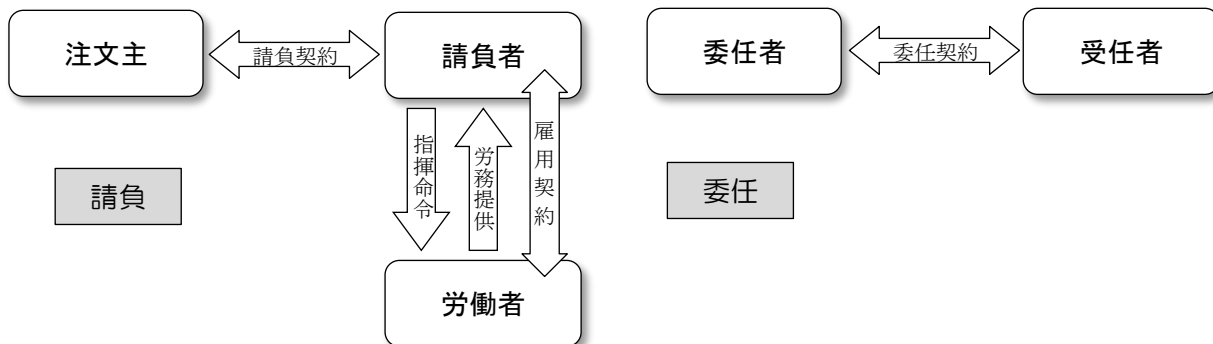 注文主
請負契約
請負者
委任者
委任契約
受任者
指揮命令
労務提供
雇用契約
請負
委任
労働者